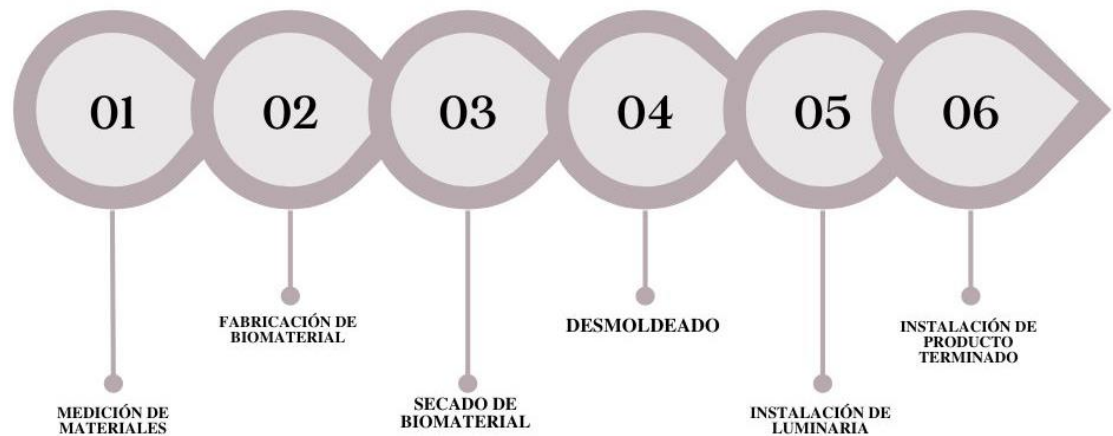 01
02
03
04
05
06
MEDICIÓN DE
MATERIALES
FABRICACIÓN DE
BIOMATERIAL
SECADO DE
BIOMATERIAL
DESMOLDEADO
INSTALACIÓN DE
LUMINARIA
INSTALACIÓN DE
PRODUCTO
TERMINADO